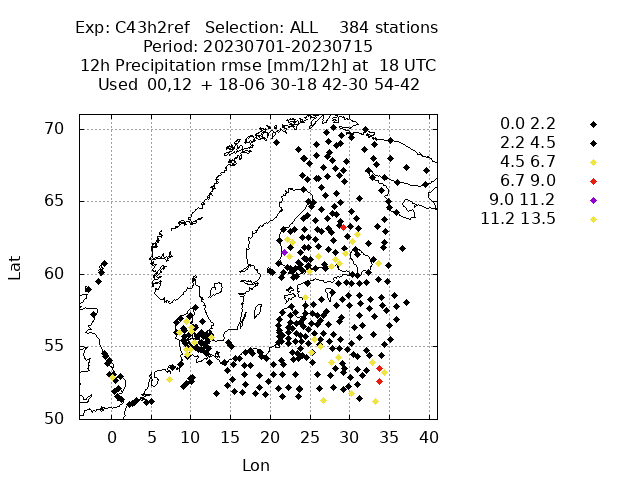 Exp: C43h2ref   Selection: ALL    384 stations
Period: 20230701-20230715
12h Precipitation rmse [mm/12h] at  18 UTC
Used  00,12  + 18-06 30-18 42-30 54-42
70
65
60
55
50
Lat
0 5 10 15 20 25 30 35 40
Lon
0.0 2.2
2.2 4.5
4.5 6.7
6.7 9.0
9.0 11.2
11.2 13.5